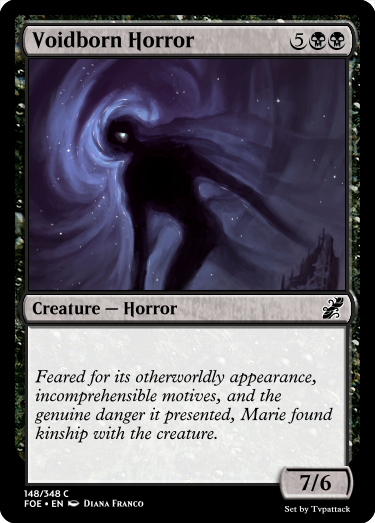 Voidborn Horror 5
Creature — Horror
Feared for its otherworldly appearance,
incomprehensible motives, and the
genuine danger it presented, Marie found
kinship with the creature.
7/6
148/348 C
FOE • EN Diana Franco
Set by Tvpattack